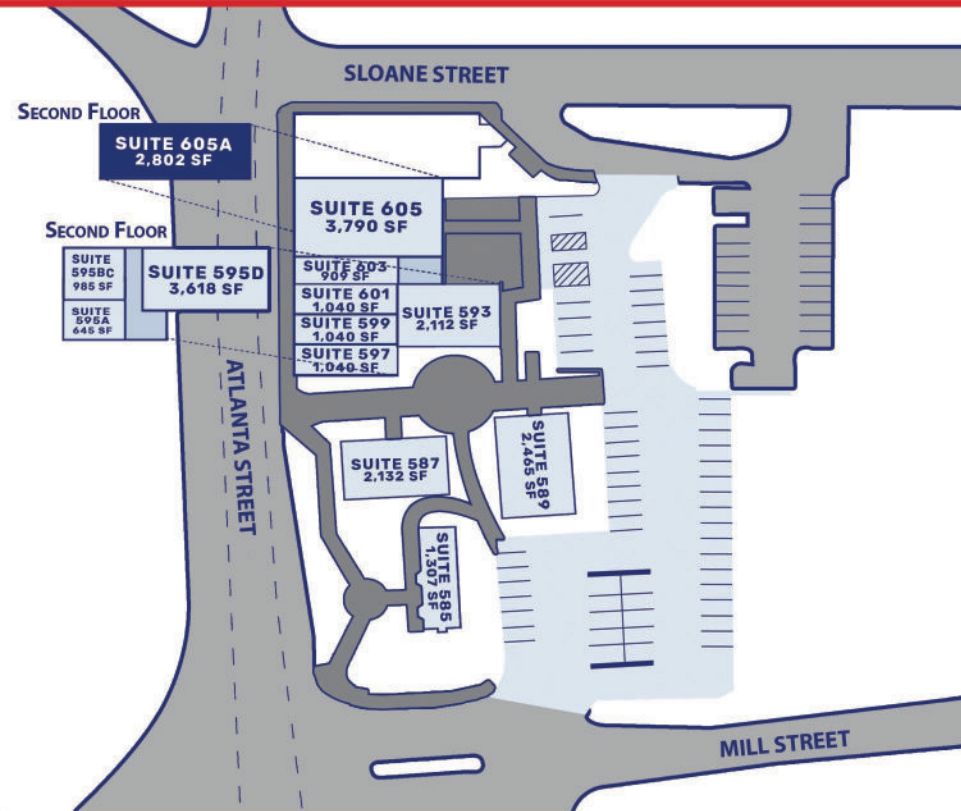 SLOANE STREET
SECOND FLOOR
SUITE 605A
2,802 SF
SUITE 605
3,790 SF
SECOND FLOOR
SUITE
595BC
985 SF
SUITE
595A
645 SF
SUITE 595D
3,618 SF
SUITE 603
909 SF
SUITE 601
1,040 SF
SUITE 599
1,040 SF
SUITE 597
1,040 SF
SUITE 593
2,112 SF
ATLANTA STREET
SUITE 587
2,132 SF
SUITE 589
2,465 SF
SUITE 585
1,307 SF
MILL STREET